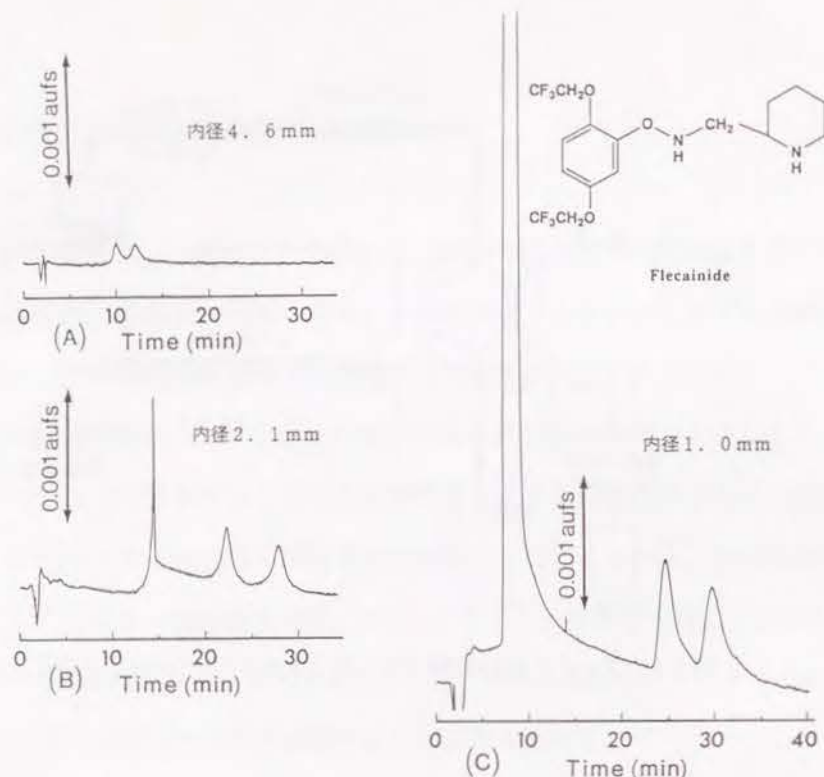 0.001 aufs
内径4.6mm
0 10 20 30
Time (min)
(A)
0.001 aufs
内径2.1mm
0 10 20 30
Time (min)
(B)
CF₃CH₂O
O
N
H
CH₂
N
H
CF₃CH₂O
Flecainide
内径1.0mm
0.001 aufs
0 10 20 30 40
Time (min)
(C)